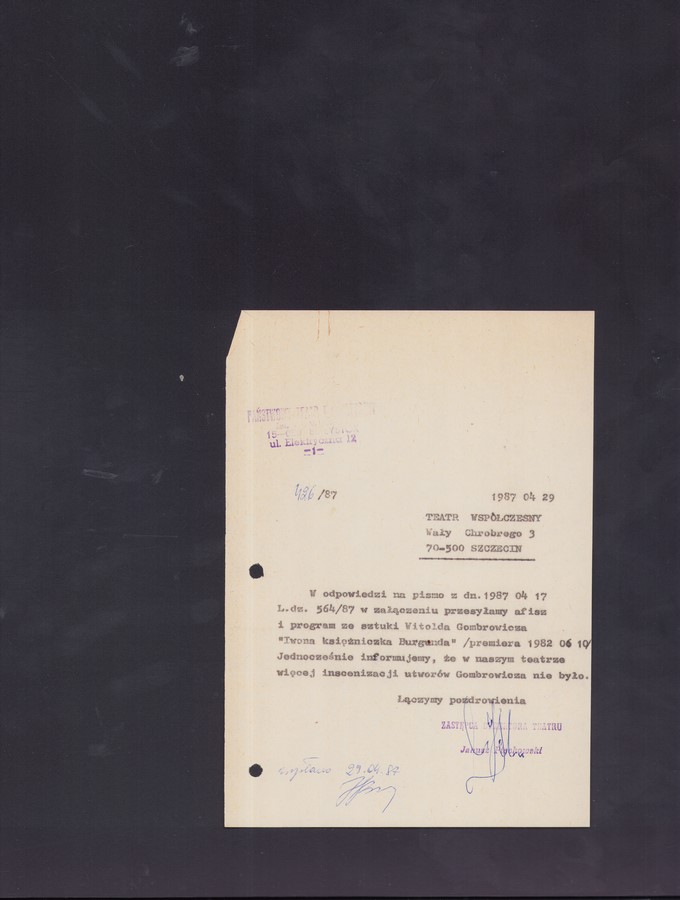 ul. Elektryczna 12
-1-
426/87
1987 04 29
TEATR WSPÓŁCZESNY
Wały Chrobrego 3
70-500 SZCZECIN
W odpowiedzi na pismo z dn.1987 04 17
L.dz. 564/87 w załączeniu przesyłamy afisz
i program ze sztuki Witolda Gombrowicza
"Iwona księżniczka Burgunda" /premiera 1982 06 10/
Jednocześnie informujemy, że w naszym teatrze
więcej inscenizacji utworów Gombrowicza nie było.
Łączymy pozdrowienia
ZASTĘPCA DYREKTORA TEATRU
Janusz
wysłano 29.04.87